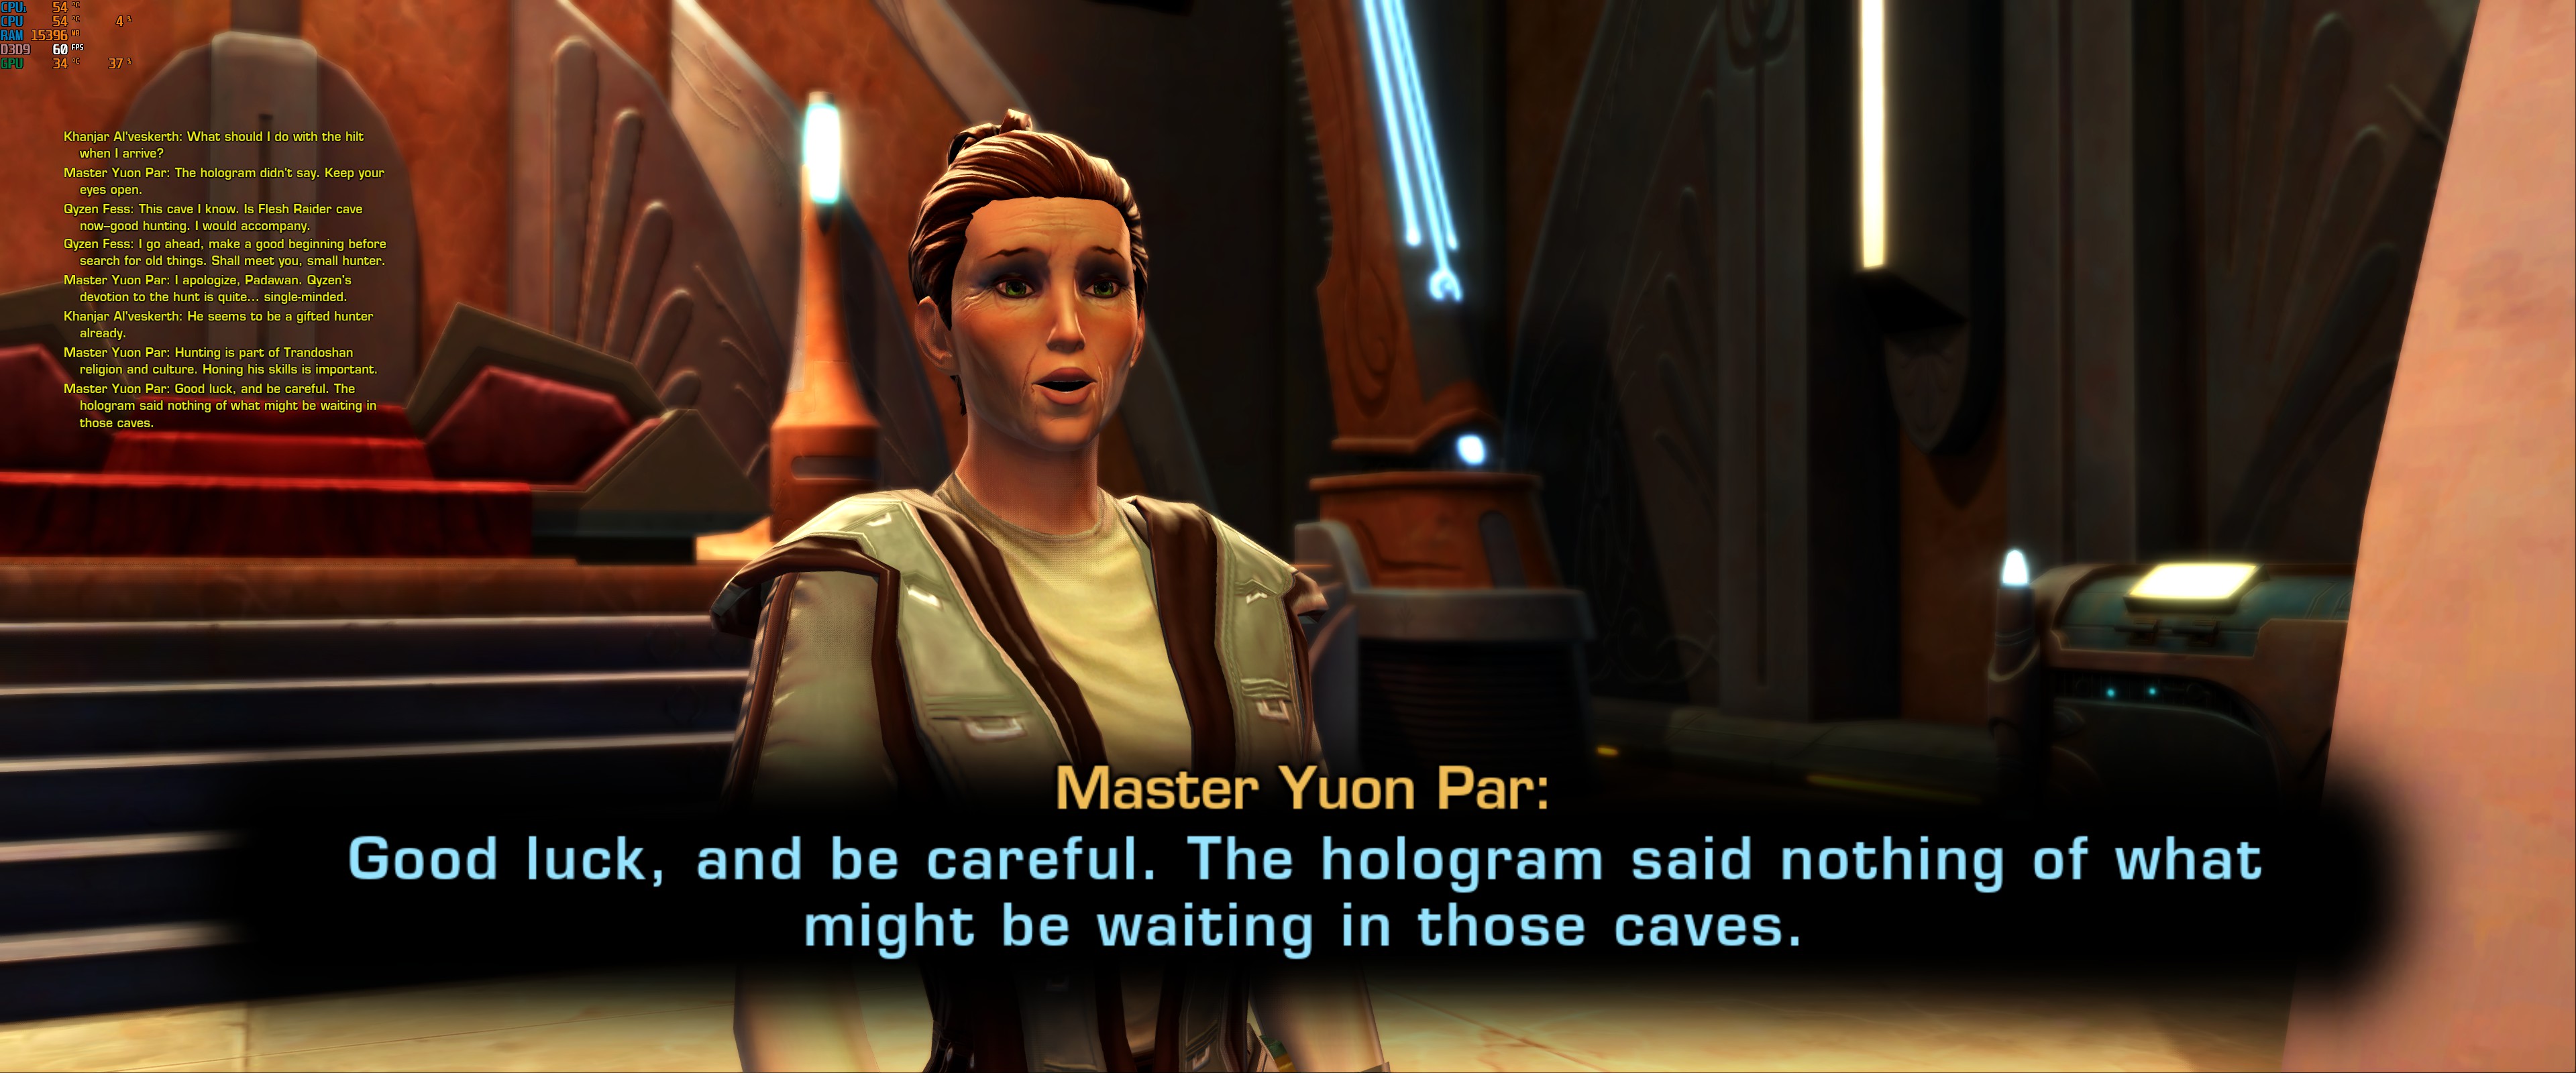 CPU1 54 °C
CPU 54 °C 4 %
RAM 15396 MB
D3D9 60 FPS
GPU 34 °C 37 %
Khanjar Al'veskerth: What should I do with the hilt
when I arrive?
Master Yuon Par: The hologram didn't say. Keep your
eyes open.
Qyzen Fess: This cave I know. Is Flesh Raider cave
now–good hunting. I would accompany.
Qyzen Fess: I go ahead, make a good beginning before
search for old things. Shall meet you, small hunter.
Master Yuon Par: I apologize, Padawan. Qyzen's
devotion to the hunt is quite... single-minded.
Khanjar Al'veskerth: He seems to be a gifted hunter
already.
Master Yuon Par: Hunting is part of Trandoshan
religion and culture. Honing his skills is important.
Master Yuon Par: Good luck, and be careful. The
hologram said nothing of what might be waiting in
those caves.
Master Yuon Par:
Good luck, and be careful. The hologram said nothing of what
might be waiting in those caves.